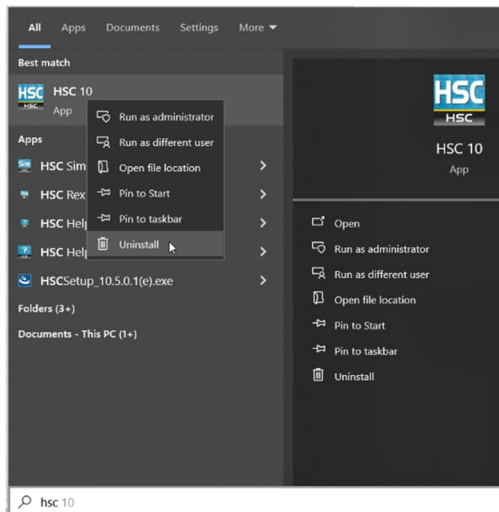 All Apps Documents Settings More
Best match
HSC
HSC
HSC 10
App
Run as administrator
Run as different user
Open file location
Pin to Start
Pin to taskbar
Uninstall
Apps
Sim
HSC Sim
HSC Rex
HSC Help
? HSC Help
HSCSetup_10.5.0.1(e).exe
Folders (3+)
Documents - This PC (1+)
HSC
HSC
HSC 10
App
Open
Run as administrator
Run as different user
Open file location
Pin to Start
Pin to taskbar
Uninstall
hsc 10